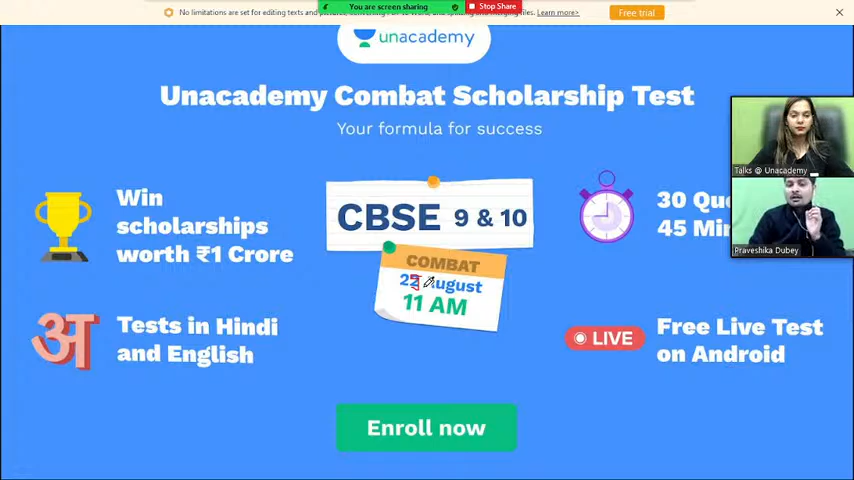 No limitations are set for editing texts and
files. Learn more>
You are screen sharing
Stop Share
Free trial
unacademy
Unacademy Combat Scholarship Test
Your formula for success
Win
scholarships
worth ₹1 Crore
CBSE 9 & 10
COMBAT
August
11 AM
30
45
Talks @ Unacademy
Praveshika Dubey
अ
Tests in Hindi
and English
LIVE
Free Live Test
on Android
Enroll now